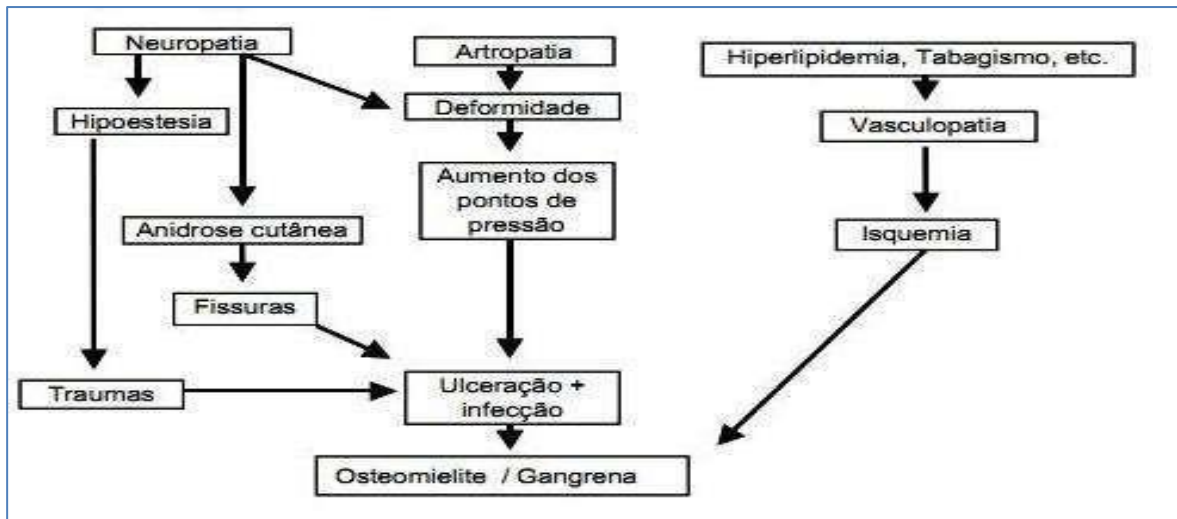 Neuropatia
Artropatia
Hiperlipidemia, Tabagismo, etc.
Hipoestesia
Deformidade
Vasculopatia
Aumento dos
pontos de
pressão
Anidrose cutânea
Isquemia
Fissuras
Traumas
Ulceração +
infecção
Osteomielite / Gangrena